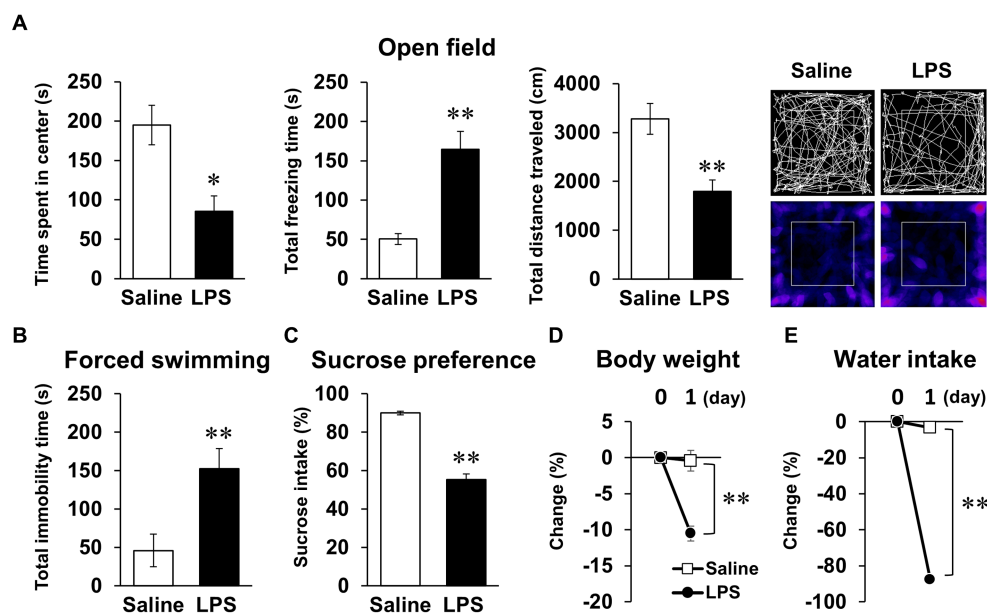 A
Open field
Time spent in center (s)
250
200
150
100
50
0
*
Saline LPS
Total freezing time (s)
250
200
150
100
50
0
**
Saline LPS
Total distance traveled (cm)
4000
3000
2000
1000
0
**
Saline LPS
Saline LPS
B
Forced swimming
Total immobility time (s)
250
200
150
100
50
0
**
Saline LPS
C
Sucrose preference
Sucrose intake (%)
100
80
60
40
20
0
**
Saline LPS
D
Body weight
0 1 (day)
Change (%)
5
0
-5
-10
-15
-20
**
Saline
LPS
E
Water intake
0 1 (day)
Change (%)
0
-20
-40
-60
-80
-100
**